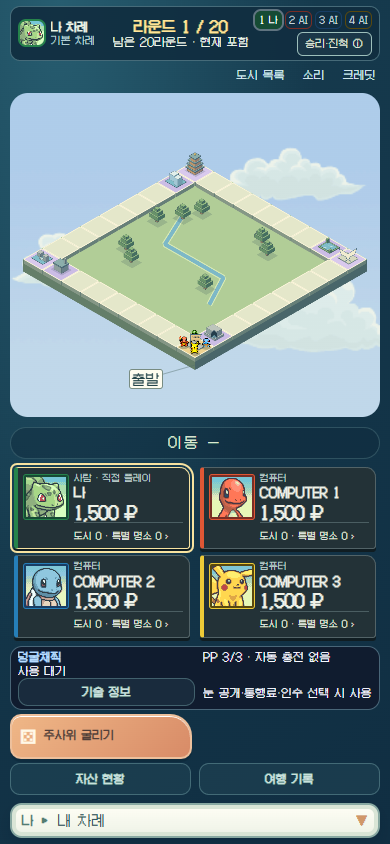 나 차례
기본 차례
라운드 1 / 20
남은 20라운드 · 현재 포함
1 나
2 AI
3 AI
4 AI
승리·진척 ⓘ
도시 목록
소리
크레딧
출발
이동 —
사람 · 직접 플레이
나
1,500 ₽
도시 0 · 특별 명소 0 ›
컴퓨터
COMPUTER 1
1,500 ₽
도시 0 · 특별 명소 0 ›
컴퓨터
COMPUTER 2
1,500 ₽
도시 0 · 특별 명소 0 ›
컴퓨터
COMPUTER 3
1,500 ₽
도시 0 · 특별 명소 0 ›
덩굴채찍
사용 대기
PP 3/3 · 자동 충전 없음
기술 정보
눈 공개·통행료·인수 선택 시 사용
주사위 굴리기
자산 현황
여행 기록
나 ▸ 내 차례 ▼